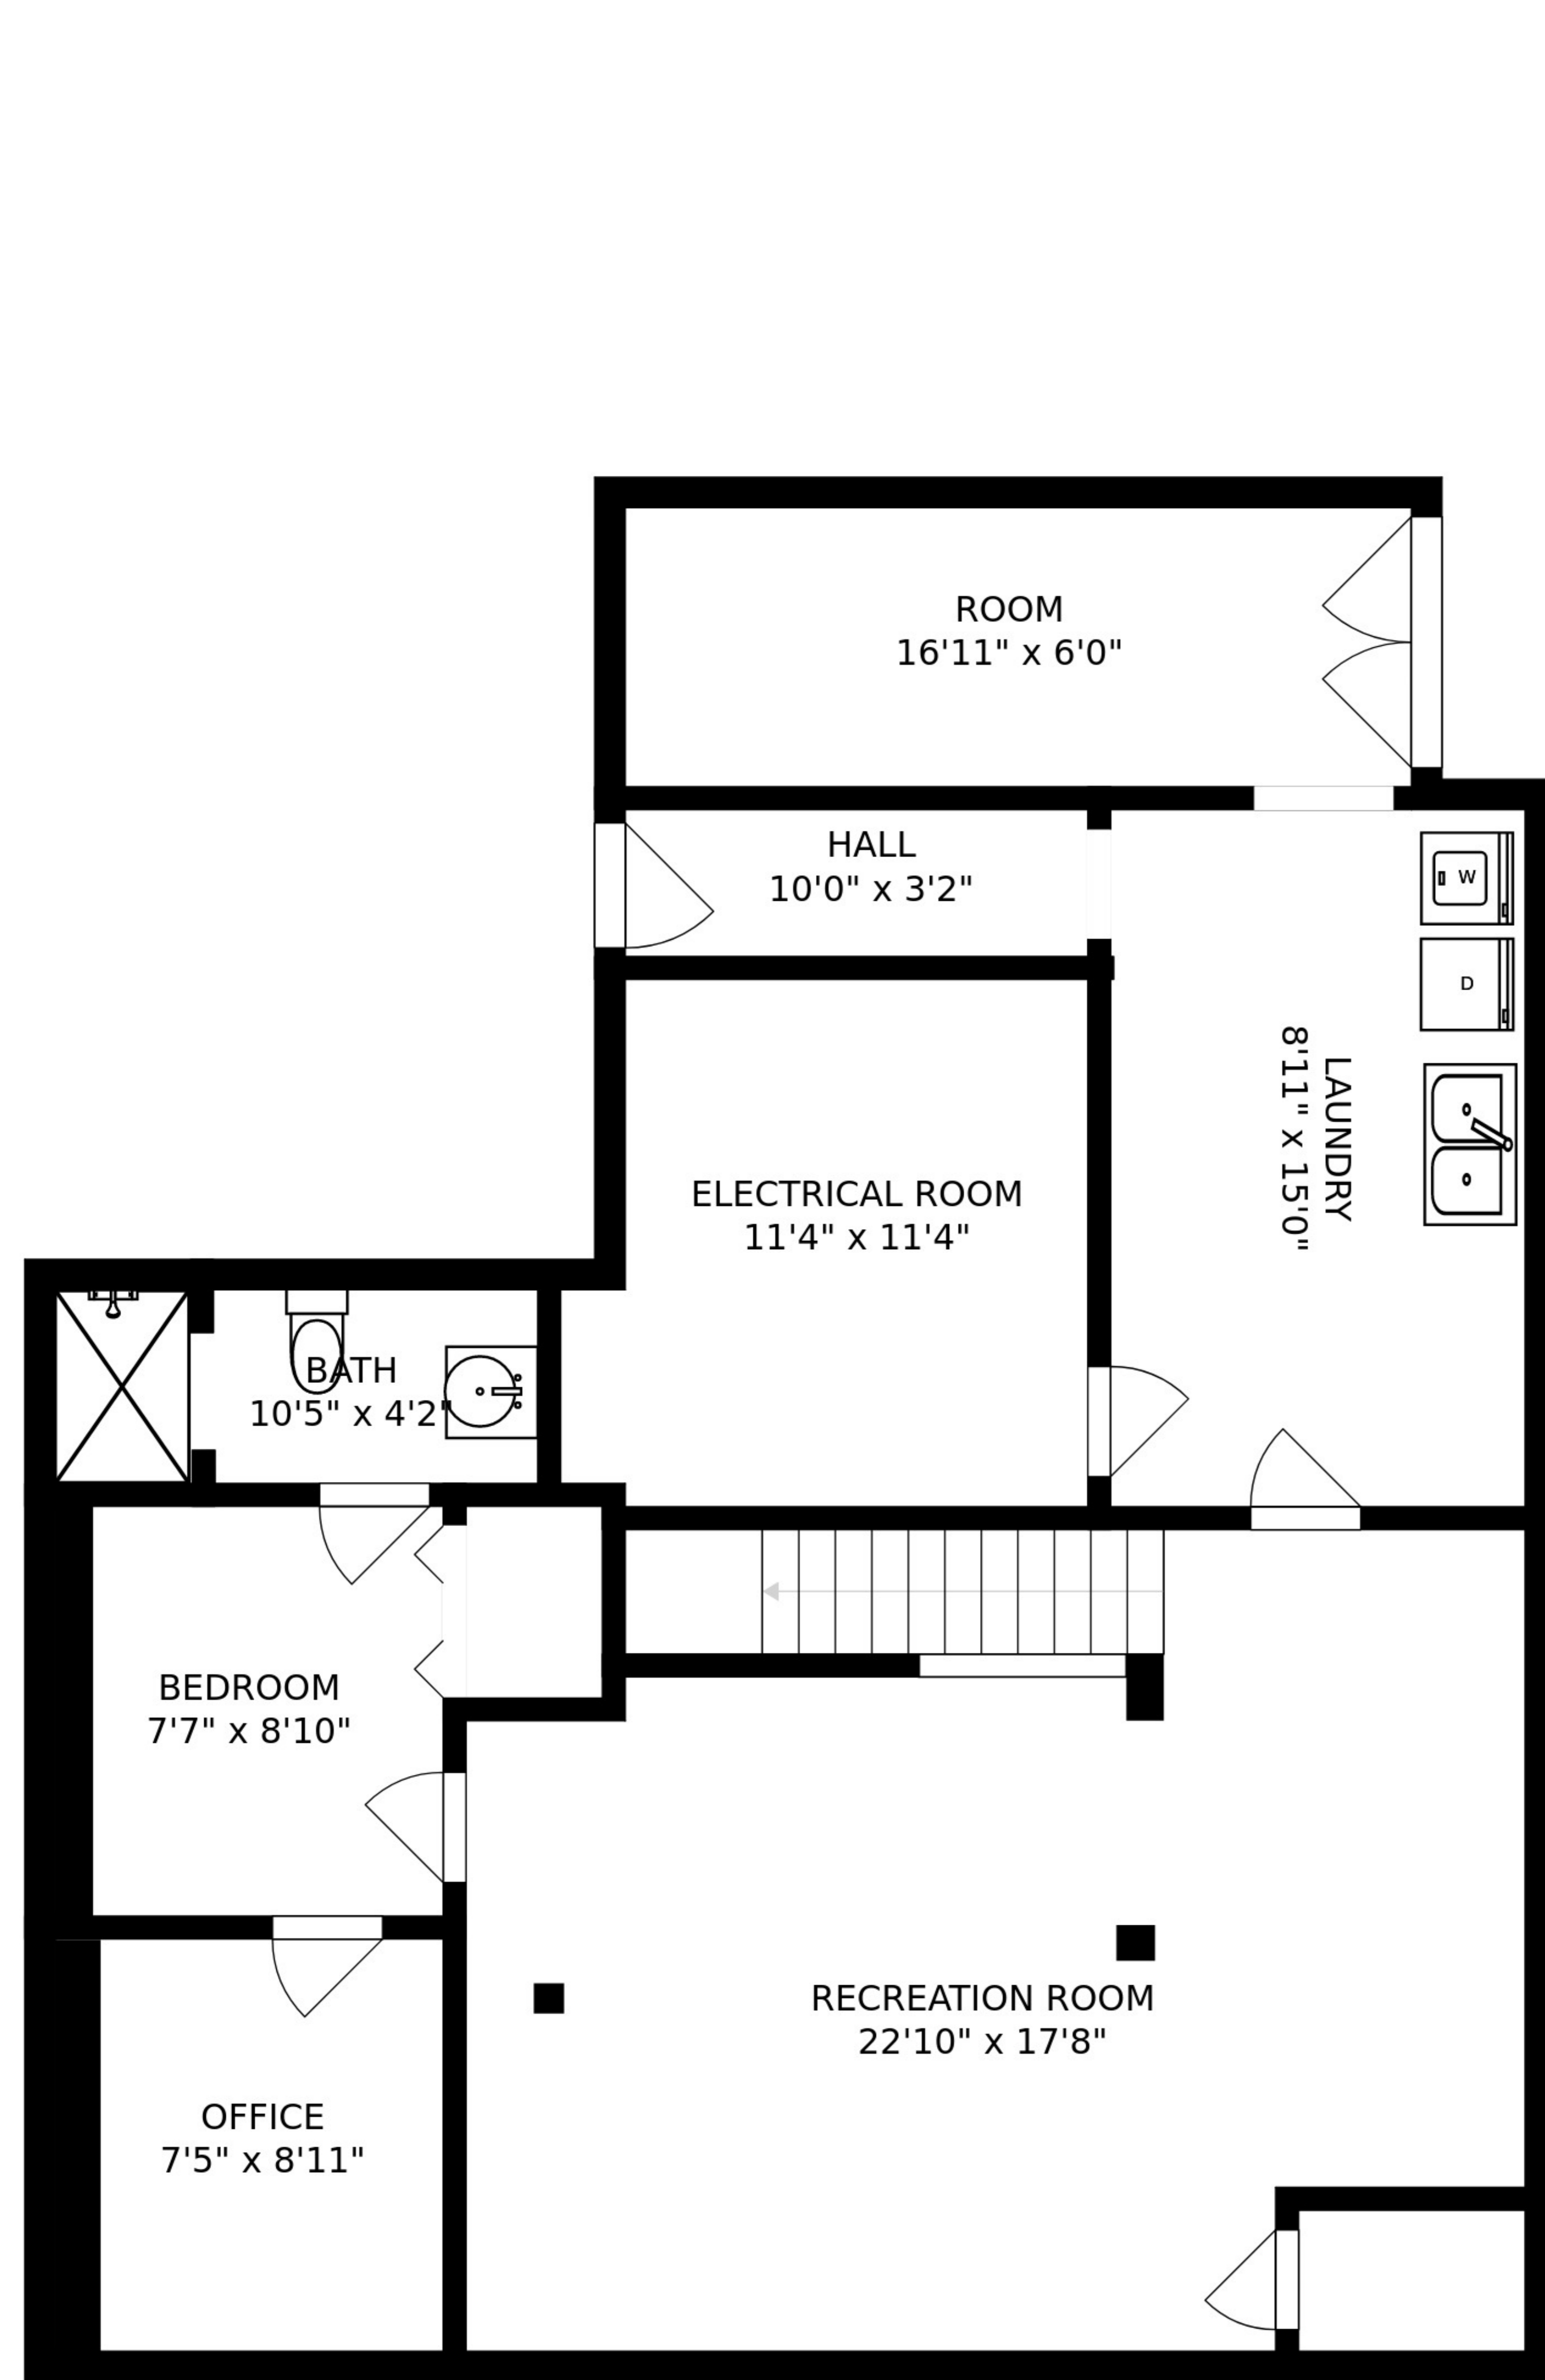 ROOM
16'11" x 6'0"
HALL
10'0" x 3'2"
W
D
LAUNDRY
8'11" x 15'0"
ELECTRICAL ROOM
11'4" x 11'4"
BATH
10'5" x 4'2"
BEDROOM
7'7" x 8'10"
RECREATION ROOM
22'10" x 17'8"
OFFICE
7'5" x 8'11"